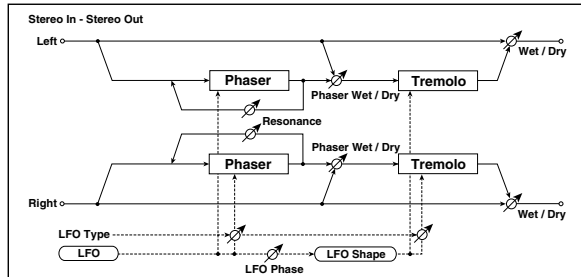 Stereo In - Stereo Out
Left
Wet / Dry
Phaser
Tremolo
Phaser Wet / Dry
Resonance
Phaser Wet / Dry
Phaser
Tremolo
Right
Wet / Dry
LFO Type
LFO
LFO Shape
LFO Phase